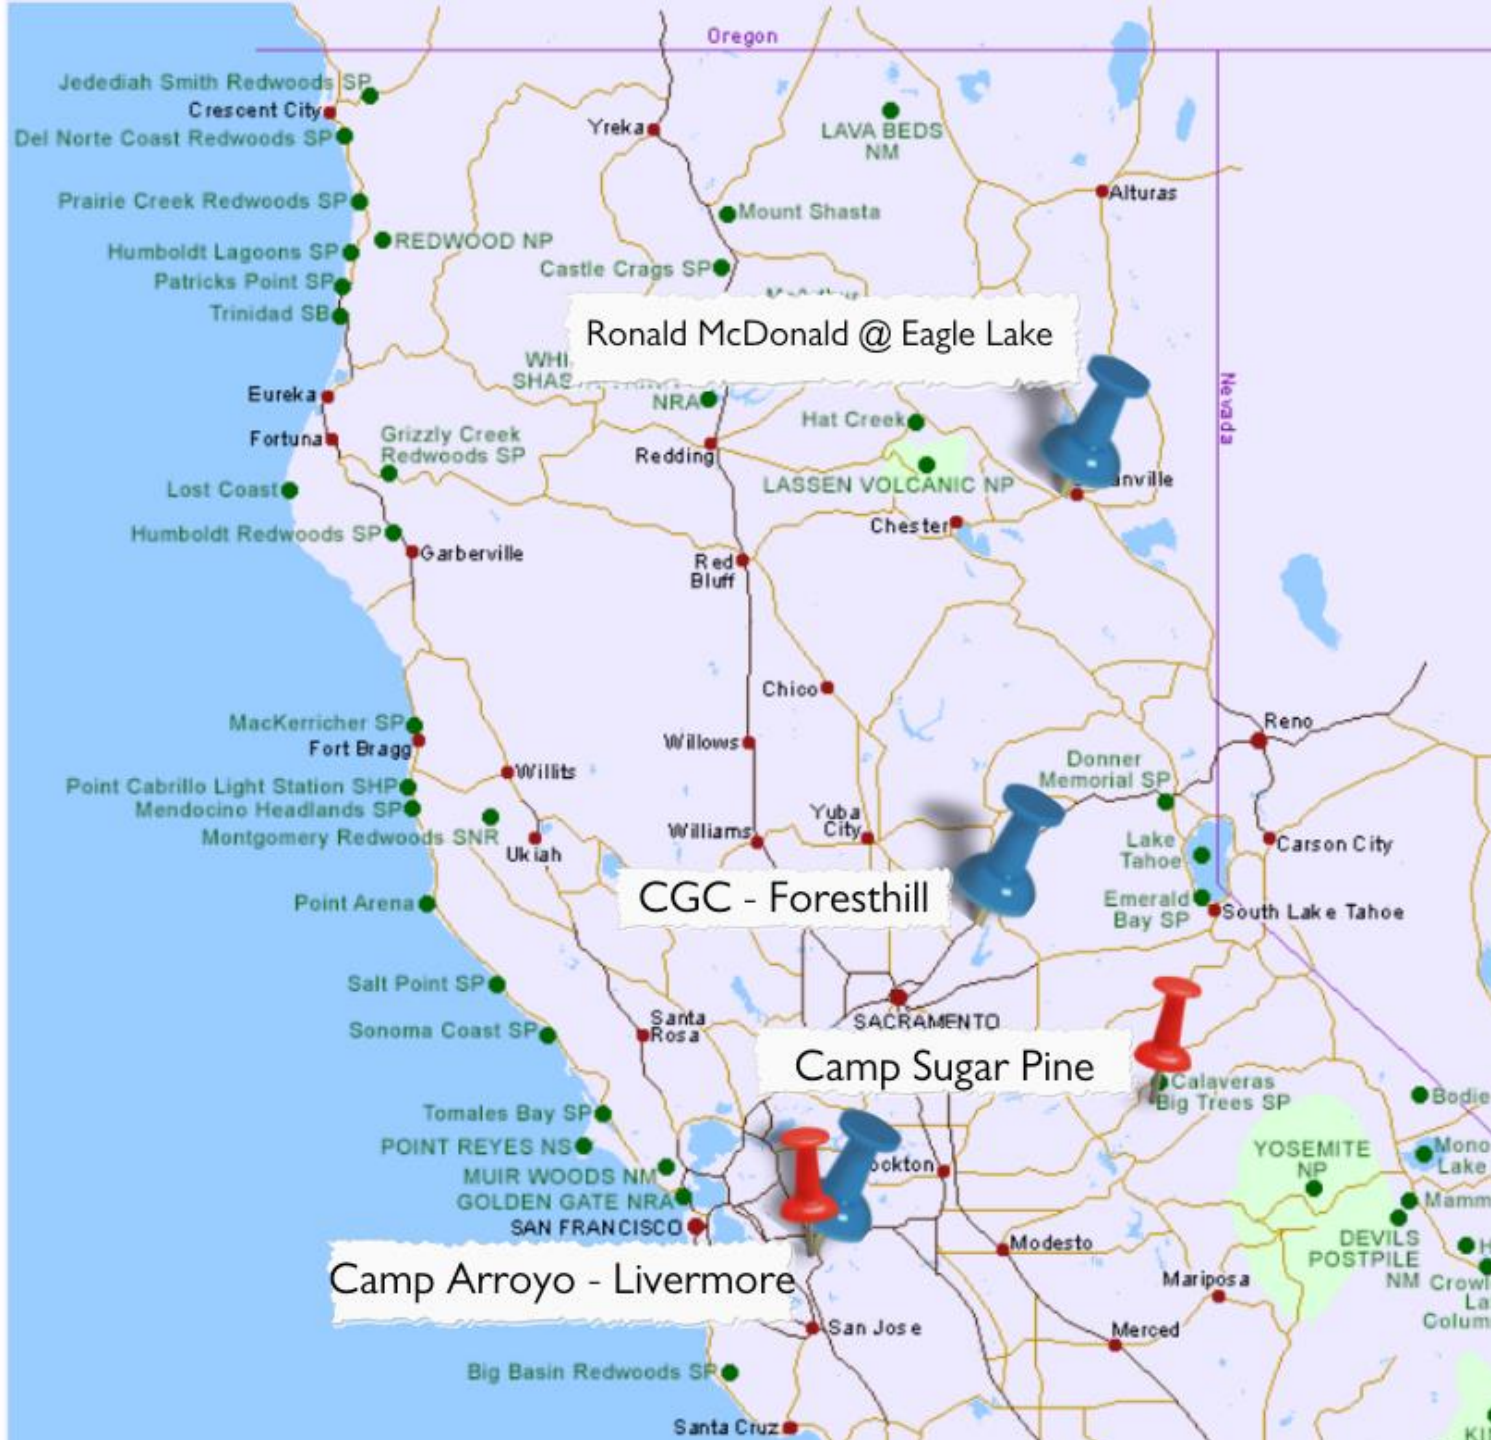 Oregon
Jedediah Smith Redwoods SP
Crescent City
Del Norte Coast Redwoods SP
Yreka
LAVA BEDS
NM
Alturas
Prairie Creek Redwoods SP
Mount Shasta
REDWOOD NP
Humboldt Lagoons SP
Castle Crags SP
Patricks Point SP
Trinidad SB
Ronald McDonald @ Eagle Lake
Nevada
NRA
Eureka
Hat Creek
Fortuna
Grizzly Creek
Redwoods SP
Redding
LASSEN VOLCANIC NP
Lost Coast
Chester
Humboldt Redwoods SP
Garberville
Red
Bluff
Chico
MacKerricher SP
Fort Bragg
Willows
Reno
Donner
Memorial SP
Willits
Point Cabrillo Light Station SHP
Mendocino Headlands SP
Montgomery Redwoods SNR
Ukiah
Williams
Yuba
City
Lake
Tahoe
Carson City
CGC - Foresthill
Point Arena
Emerald
Bay SP
South Lake Tahoe
Salt Point SP
Sonoma Coast SP
Santa
Rosa
SACRAMENTO
Camp Sugar Pine
Calaveras
Big Trees SP
Bodie
Tomales Bay SP
POINT REYES NS
MUIR WOODS NM
GOLDEN GATE NRA
SAN FRANCISCO
YOSEMITE
NP
Mono
Lake
DEVILS
POSTPILE
NM
Modesto
Camp Arroyo - Livermore
Mariposa
San Jose
Merced
Big Basin Redwoods SP
Santa Cruz